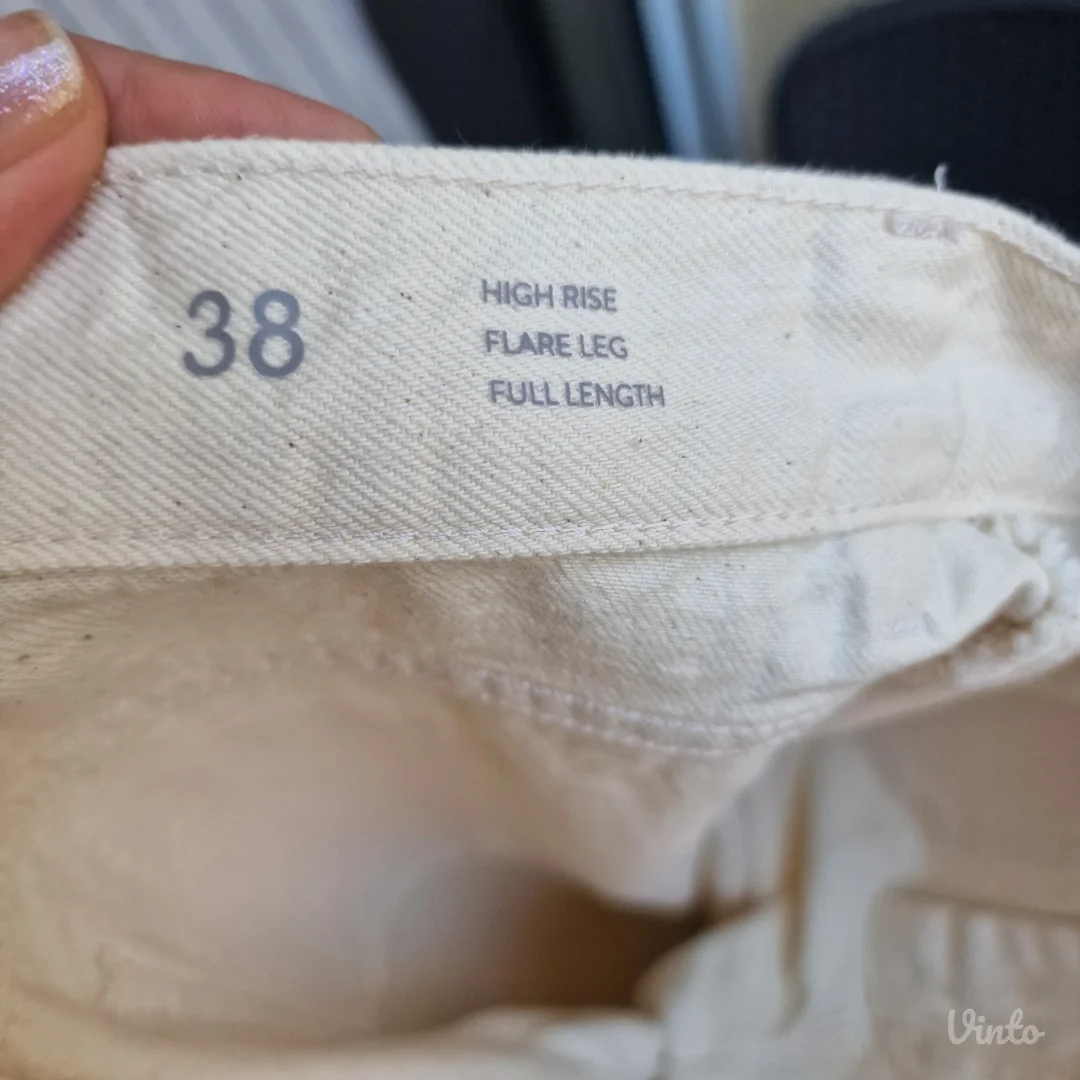 38
HIGH RISE
FLARE LEG
FULL LENGTH
Vinto